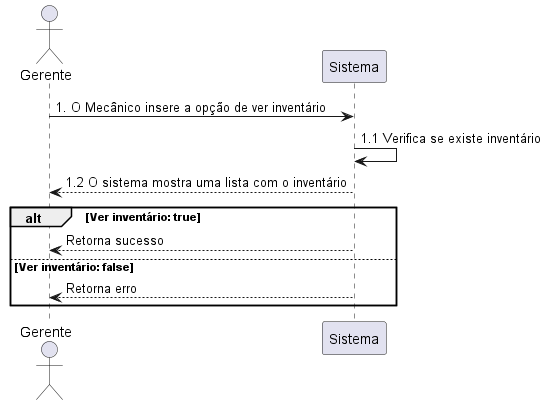 Gerente
Sistema
1. O Mecânico insere a opção de ver inventário
1.1 Verifica se existe inventário
1.2 O sistema mostra uma lista com o inventário
alt [Ver inventário: true]
Retorna sucesso
[Ver inventário: false]
Retorna erro
Gerente
Sistema